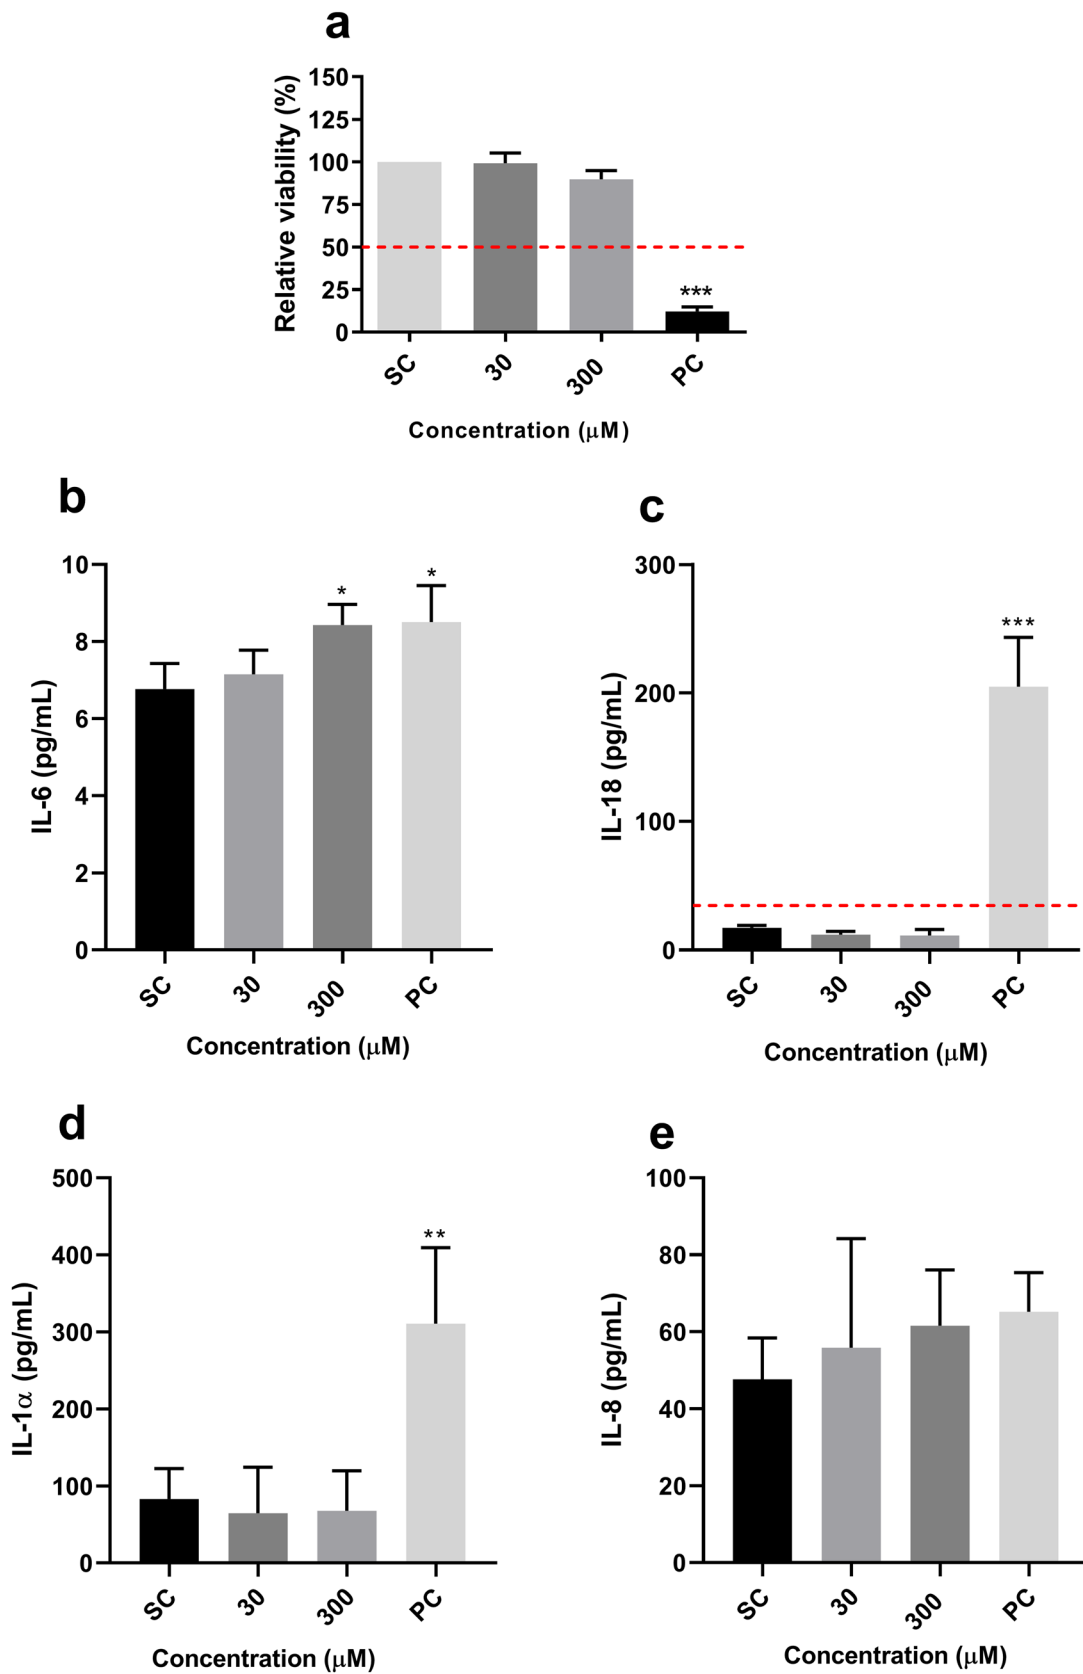 a
Relative viability (%)
150
125
100
75
50
25
0
***
SC
30
300
PC
Concentration (μM)
b
IL-6 (pg/mL)
10
8
6
4
2
0
*
*
SC
30
300
PC
Concentration (μM)
c
IL-18 (pg/mL)
300
200
100
0
***
SC
30
300
PC
Concentration (μM)
d
IL-1α (pg/mL)
500
400
300
200
100
0
**
SC
30
300
PC
Concentration (μM)
e
IL-8 (pg/mL)
100
80
60
40
20
0
SC
30
300
PC
Concentration (μM)